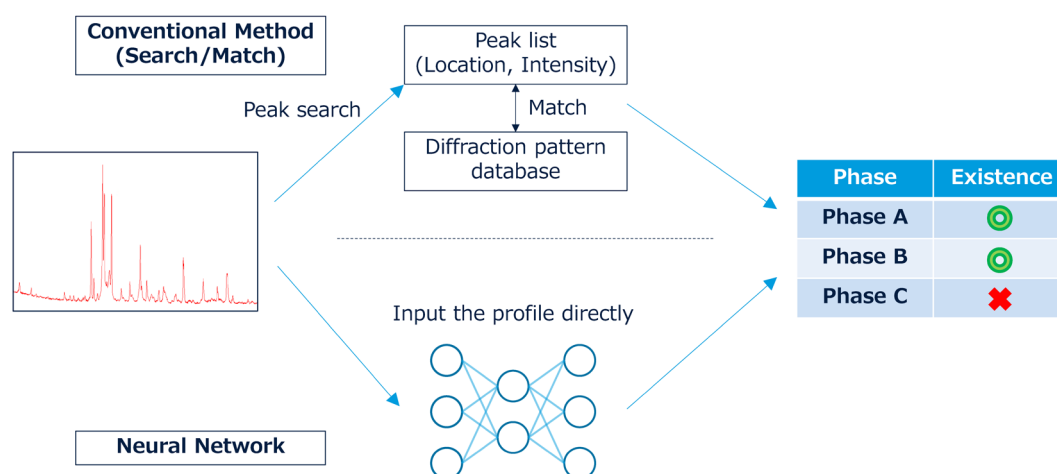 Conventional Method
(Search/Match)
Peak list
(Location, Intensity)
Peak search
Match
Diffraction pattern
database
Phase Existence
Phase A
Phase B
Phase C
Input the profile directly
Neural Network